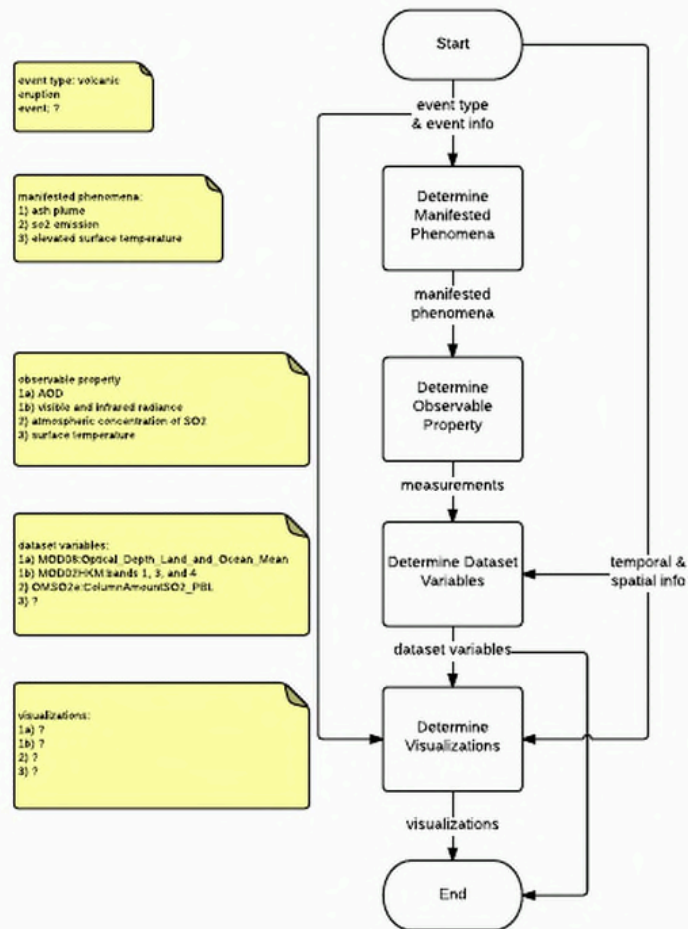 Start
event type: volcanic
eruption
event: ?
event type
& event info
manifested phenomena:
1) ash plume
2) so2 emission
3) elevated surface temperature
Determine
Manifested
Phenomena
manifested
phenomena
observable property
1a) AOD
1b) visible and infrared radiance
2) atmospheric concentration of SO2
3) surface temperature
Determine
Observable
Property
measurements
dataset variables:
1a) MOD08:Optical_Depth_Land_and_Ocean_Mean
1b) MOD02HKM:bands 1, 3, and 4
2) OMSO2e:ColumnAmountSO2_PBL
3) ?
Determine Dataset
Variables
temporal &
spatial info
dataset variables
visualizations:
1a) ?
1b) ?
2) ?
3) ?
Determine
Visualizations
visualizations
End